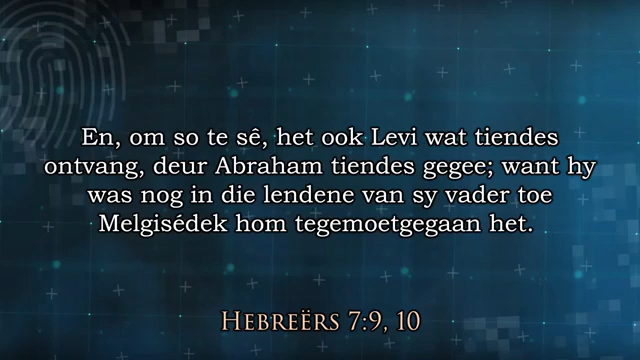 En, om so te sê, het ook Levi wat tiendes
ontvang, deur Abraham tiendes gegee; want hy
was nog in die lendene van sy vader toe
Melgisédek hom tegemoetgegaan het.
Hebreërs 7:9, 10